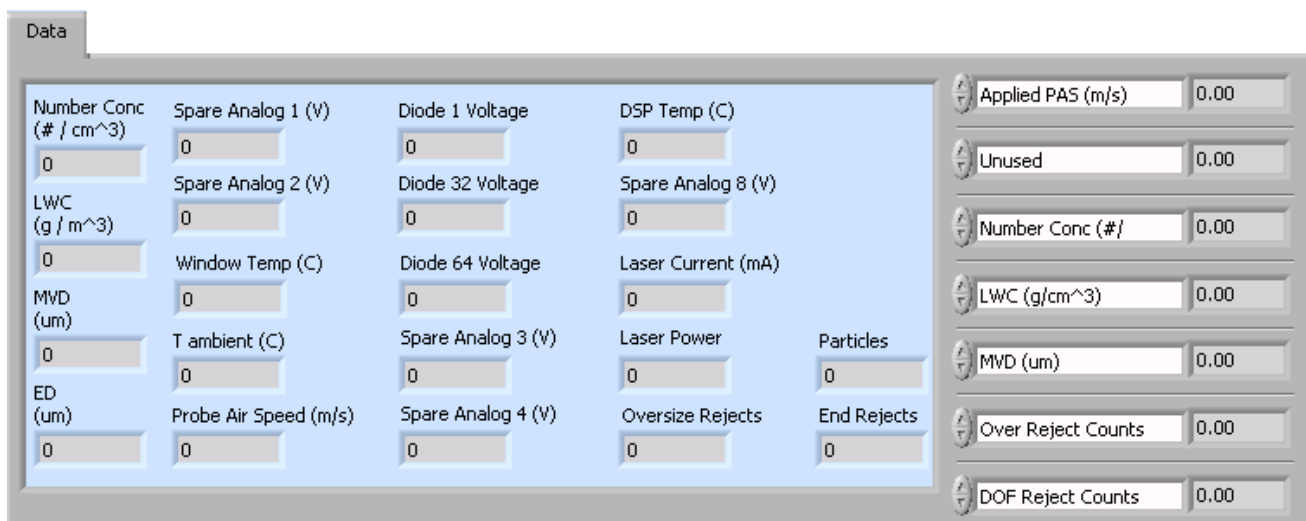 Data
Number Conc
(# / cm^3)
0
LWC
(g / m^3)
0
MVD
(um)
0
ED
(um)
0
Spare Analog 1 (V)
0
Spare Analog 2 (V)
0
Window Temp (C)
0
T ambient (C)
0
Probe Air Speed (m/s)
0
Diode 1 Voltage
0
Diode 32 Voltage
0
Diode 64 Voltage
0
Spare Analog 3 (V)
0
Spare Analog 4 (V)
0
DSP Temp (C)
0
Spare Analog 8 (V)
0
Laser Current (mA)
0
Laser Power
0
Oversize Rejects
0
Particles
0
End Rejects
0
Applied PAS (m/s) 0.00
Unused 0.00
Number Conc (#/ 0.00
LWC (g/cm^3) 0.00
MVD (um) 0.00
Over Reject Counts 0.00
DOF Reject Counts 0.00